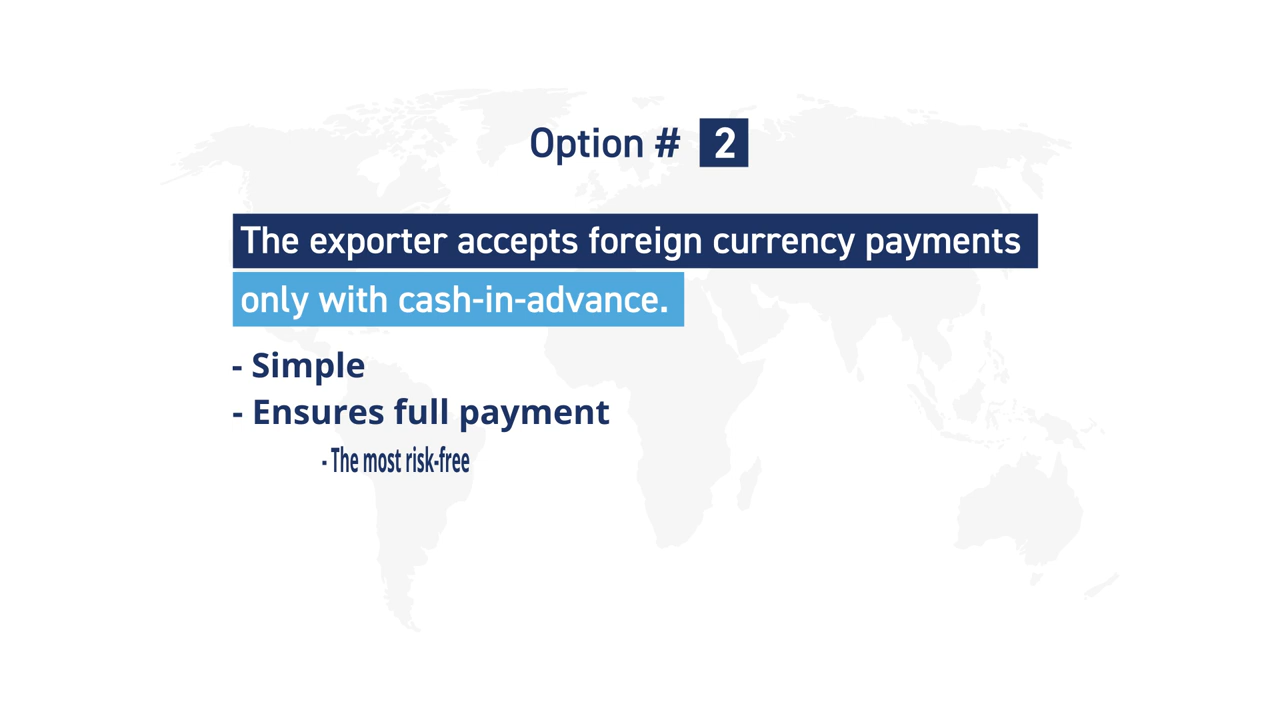 Option # 2
The exporter accepts foreign currency payments
only with cash-in-advance.
- Simple
- Ensures full payment
- The most risk-free